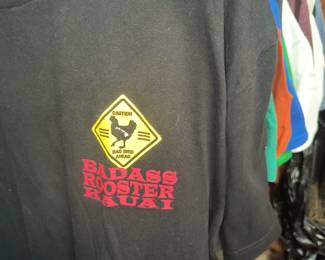 CAUTION
BAD BIRD
AHEAD
BADASS
ROOSTER
KAUAI